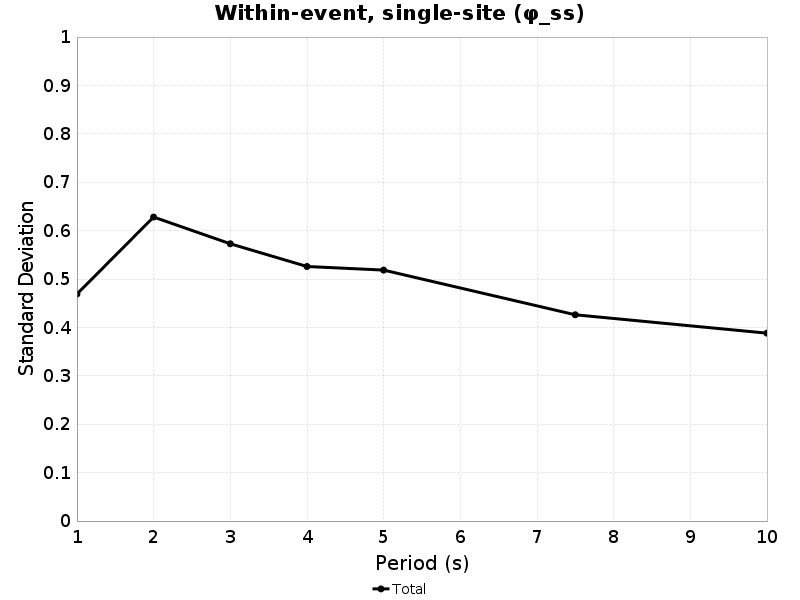 Within-event, single-site (φ_ss)
1
0.9
0.8
0.7
0.6
0.5
0.4
0.3
0.2
0.1
0
Standard Deviation
1 2 3 4 5 6 7 8 9 10
Period (s)
Total